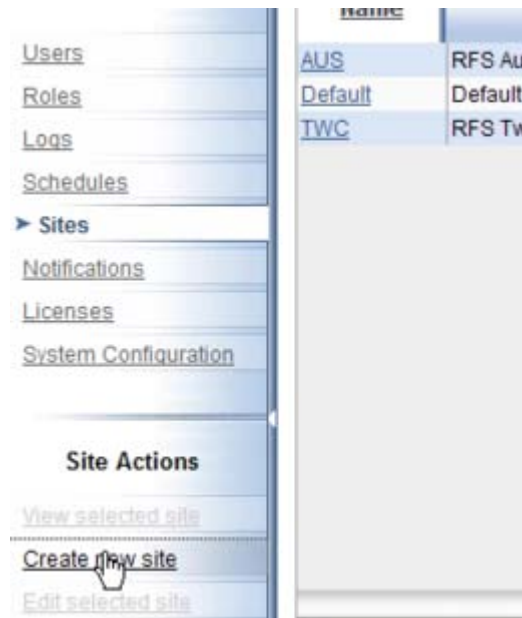 Users
Roles
Logs
Schedules
Sites
Notifications
Licenses
System Configuration
Site Actions
View selected site
Create new site
Edit selected site
Name
AUS RFS Au
Default Default
TWC RFS Tw